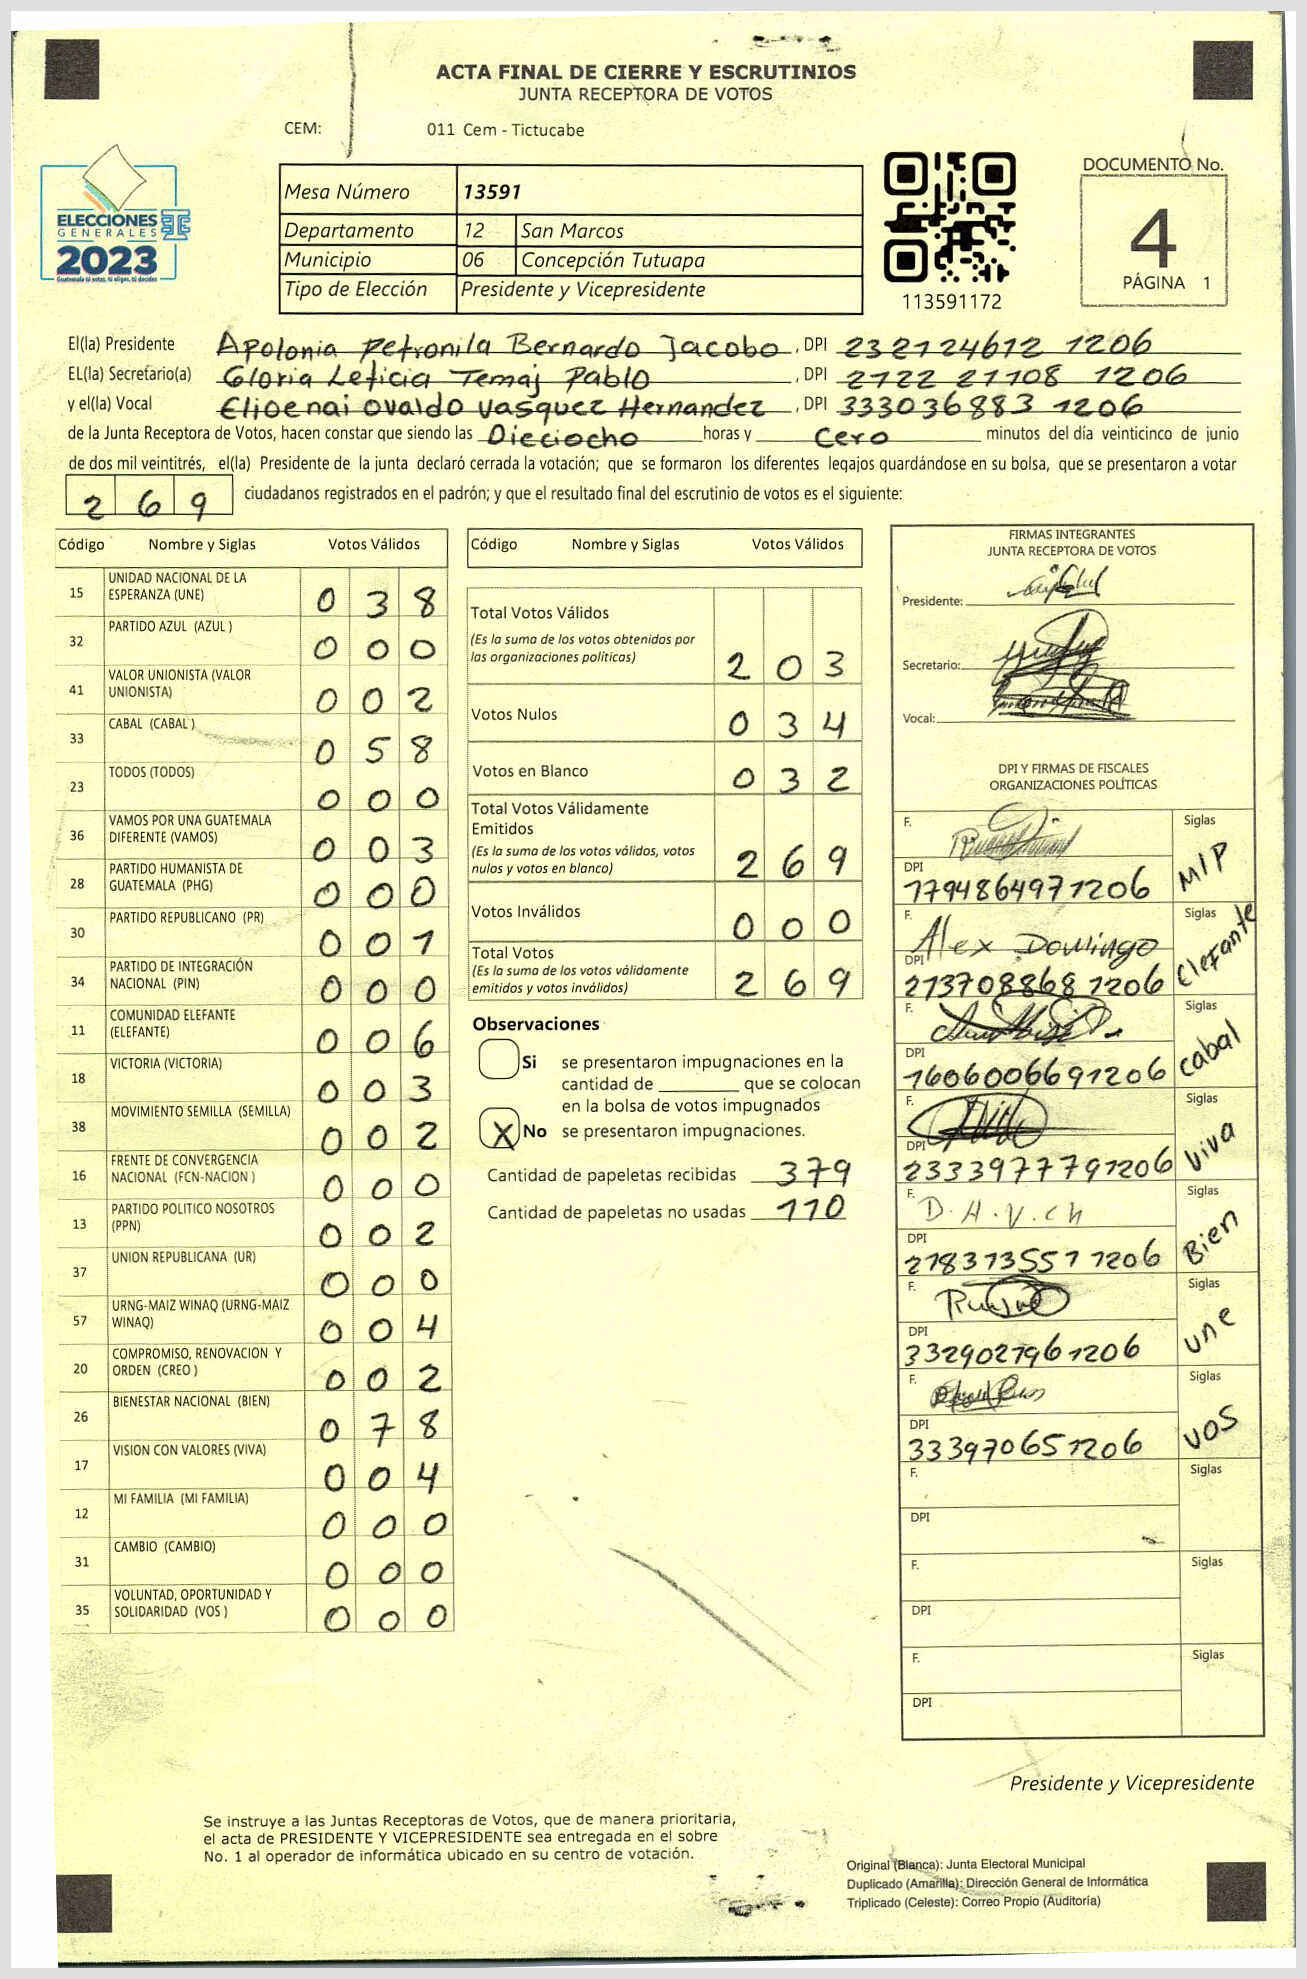 ACTA FINAL DE CIERRE Y ESCRUTINIOS
JUNTA RECEPTORA DE VOTOS
CEM: 011 Cem - Tictucabe
ELECCIONES
GENERALES
2023
Guatemala tú votas, tú eliges, tú decides
Mesa Número 13591
Departamento 12 San Marcos
Municipio 06 Concepción Tutuapa
Tipo de Elección Presidente y Vicepresidente
113591172
DOCUMENTO No.
4
PÁGINA 1
El(la) Presidente Apolonia Petronila Bernardo Jacobo, DPI 232124612 1206
EL(la) Secretario(a) Gloria Leticia Temaj Pablo, DPI 2122 21108 1206
y el(la) Vocal Elioenai Ovaldo Vasquez Hernandez, DPI 333036883 1206
de la Junta Receptora de Votos, hacen constar que siendo las Dieciocho horas y Cero minutos del día veinticinco de junio
de dos mil veintitrés, el(la) Presidente de la junta declaró cerrada la votación; que se formaron los diferentes legajos guardándose en su bolsa, que se presentaron a votar
2 6 9 ciudadanos registrados en el padrón; y que el resultado final del escrutinio de votos es el siguiente:
Código Nombre y Siglas Votos Válidos
15 UNIDAD NACIONAL DE LA
ESPERANZA (UNE) 0 3 8
32 PARTIDO AZUL (AZUL ) 0 0 0
41 VALOR UNIONISTA (VALOR
UNIONISTA) 0 0 2
33 CABAL (CABAL ) 0 5 8
23 TODOS (TODOS) 0 0 0
36 VAMOS POR UNA GUATEMALA
DIFERENTE (VAMOS) 0 0 3
28 PARTIDO HUMANISTA DE
GUATEMALA (PHG) 0 0 0
30 PARTIDO REPUBLICANO (PR) 0 0 1
34 PARTIDO DE INTEGRACIÓN
NACIONAL (PIN) 0 0 0
11 COMUNIDAD ELEFANTE
(ELEFANTE) 0 0 6
18 VICTORIA (VICTORIA) 0 0 3
38 MOVIMIENTO SEMILLA (SEMILLA) 0 0 2
16 FRENTE DE CONVERGENCIA
NACIONAL (FCN-NACION ) 0 0 0
13 PARTIDO POLITICO NOSOTROS
(PPN) 0 0 2
37 UNION REPUBLICANA (UR) 0 0 0
57 URNG-MAIZ WINAQ (URNG-MAIZ
WINAQ) 0 0 4
20 COMPROMISO, RENOVACION Y
ORDEN (CREO ) 0 0 2
26 BIENESTAR NACIONAL (BIEN) 0 7 8
17 VISION CON VALORES (VIVA) 0 0 4
12 MI FAMILIA (MI FAMILIA) 0 0 0
31 CAMBIO (CAMBIO) 0 0 0
35 VOLUNTAD, OPORTUNIDAD Y
SOLIDARIDAD (VOS ) 0 0 0
Código Nombre y Siglas Votos Válidos
Total Votos Válidos
(Es la suma de los votos obtenidos por
las organizaciones políticas) 2 0 3
Votos Nulos 0 3 4
Votos en Blanco 0 3 2
Total Votos Válidamente
Emitidos
(Es la suma de los votos válidos, votos
nulos y votos en blanco) 2 6 9
Votos Inválidos 0 0 0
Total Votos
(Es la suma de los votos válidamente
emitidos y votos inválidos) 2 6 9
Observaciones
Si se presentaron impugnaciones en la
cantidad de ________ que se colocan
en la bolsa de votos impugnados
X No se presentaron impugnaciones.
Cantidad de papeletas recibidas 379
Cantidad de papeletas no usadas 110
FIRMAS INTEGRANTES
JUNTA RECEPTORA DE VOTOS
Presidente:
Secretario:
Vocal:
DPI Y FIRMAS DE FISCALES
ORGANIZACIONES POLÍTICAS
F. Siglas
DPI
1794864971206 MLP
F. Alex Domingo Siglas
DPI
213708868 1206 Elefante
F. Siglas
DPI
1606006691206 cabal
F. Siglas
DPI
2333977791206 viva
F. D.A.V.ch Siglas
DPI
278373557 1206 Bien
F. Siglas
DPI
332902796 1206 une
F. Siglas
DPI
333970651206 VOS
F. Siglas
DPI
F. Siglas
DPI
F. Siglas
DPI
Presidente y Vicepresidente
Se instruye a las Juntas Receptoras de Votos, que de manera prioritaria,
el acta de PRESIDENTE Y VICEPRESIDENTE sea entregada en el sobre
No. 1 al operador de informática ubicado en su centro de votación.
Original (Blanca): Junta Electoral Municipal
Duplicado (Amarilla): Dirección General de Informática
Triplicado (Celeste): Correo Propio (Auditoría)